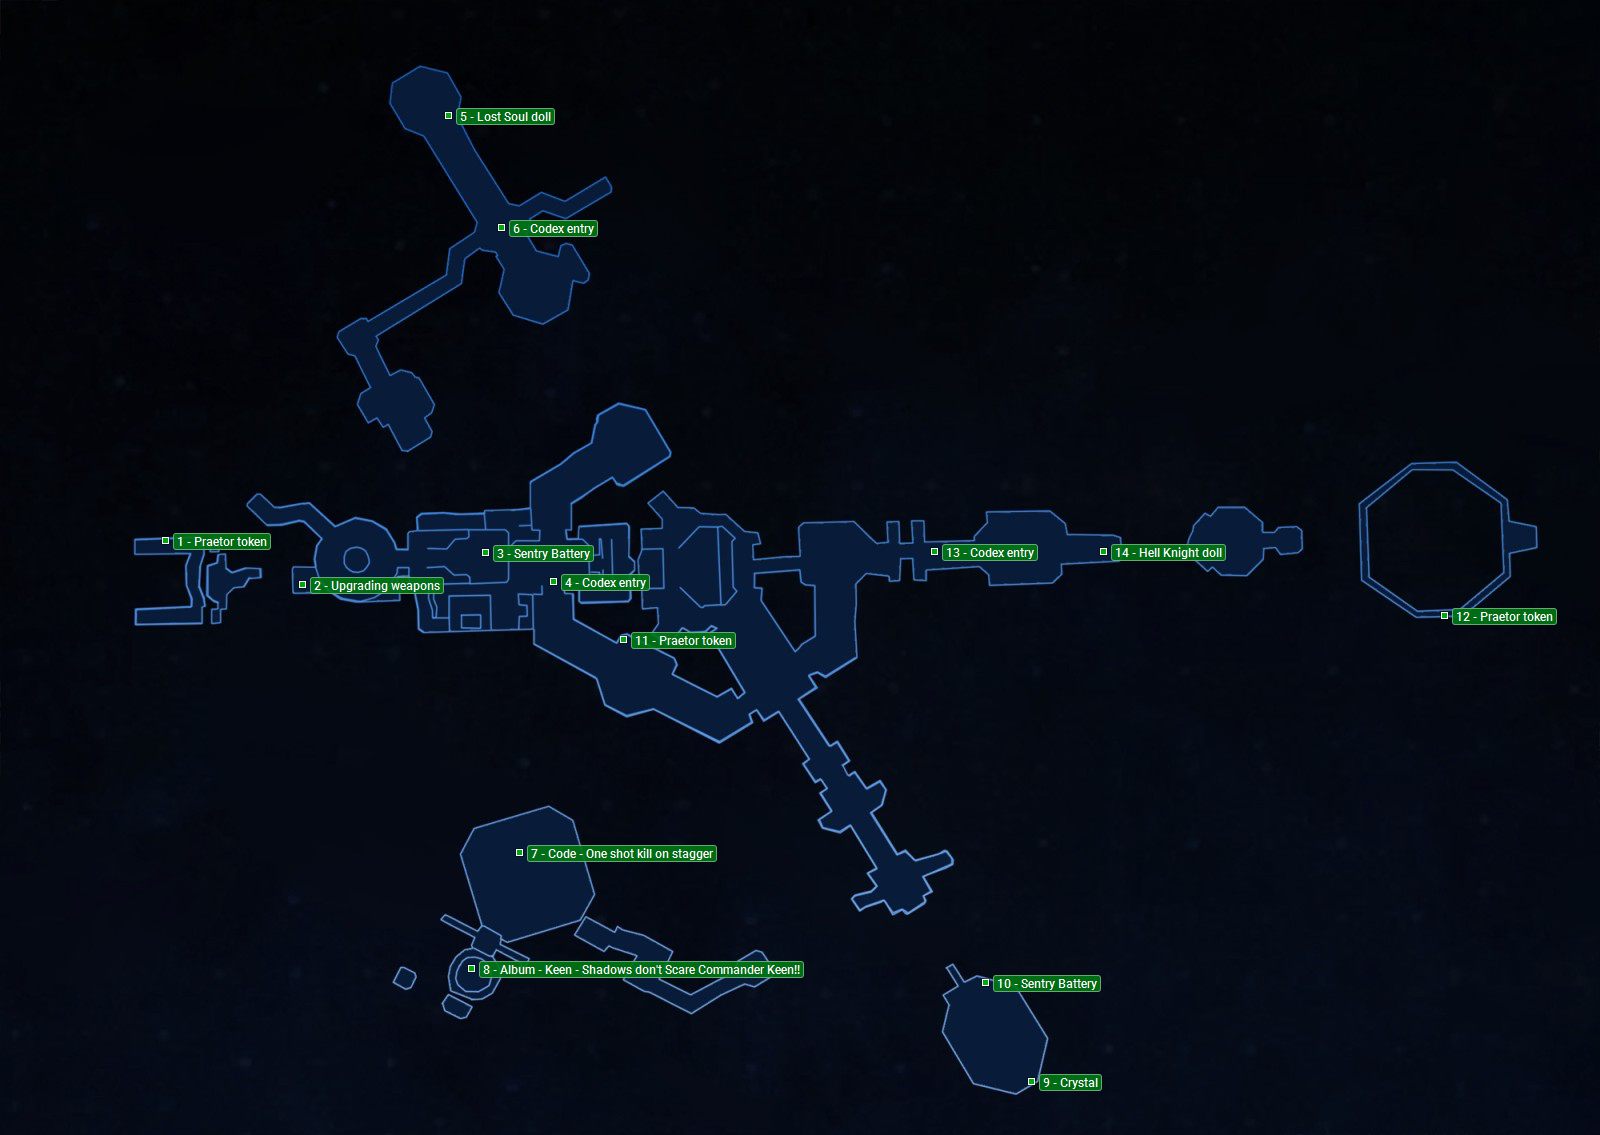 5 - Lost Soul doll
6 - Codex entry
1 - Praetor token
3 - Sentry Battery
13 - Codex entry
14 - Hell Knight doll
2 - Upgrading weapons
4 - Codex entry
12 - Praetor token
11 - Praetor token
7 - Code - One shot kill on stagger
8 - Album - Keen - Shadows don't Scare Commander Keen!!
10 - Sentry Battery
9 - Crystal